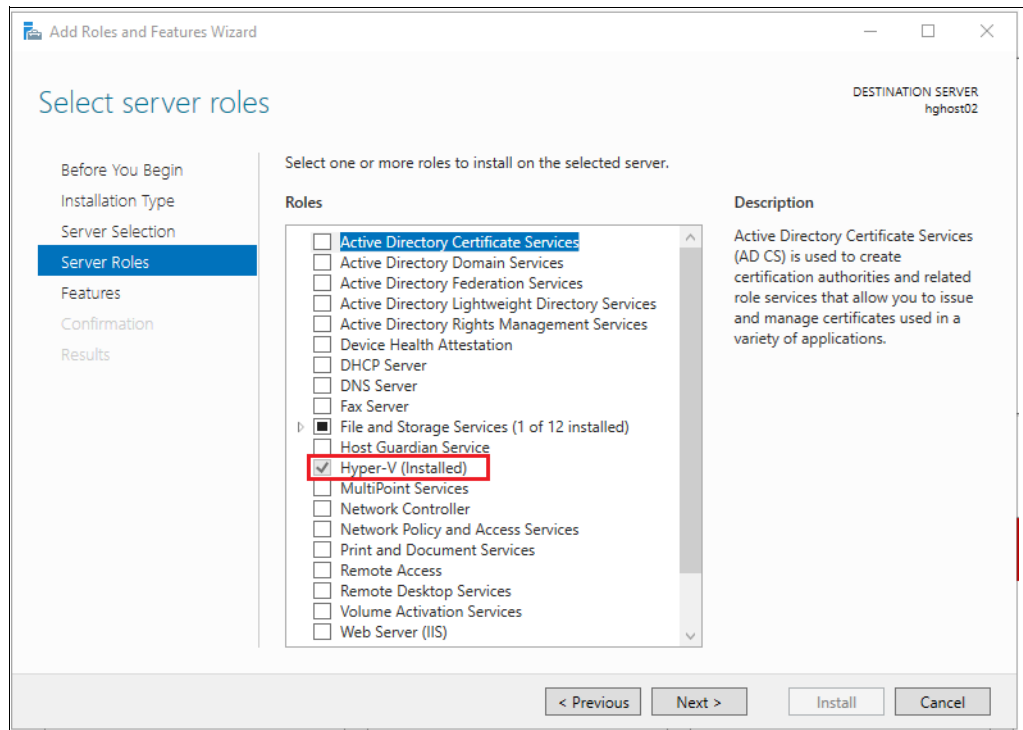 Add Roles and Features Wizard
Select server roles
DESTINATION SERVER
hghost02
Before You Begin
Installation Type
Server Selection
Server Roles
Features
Confirmation
Results
Select one or more roles to install on the selected server.
Roles
Active Directory Certificate Services
Active Directory Domain Services
Active Directory Federation Services
Active Directory Lightweight Directory Services
Active Directory Rights Management Services
Device Health Attestation
DHCP Server
DNS Server
Fax Server
File and Storage Services (1 of 12 installed)
Host Guardian Service
Hyper-V (Installed)
MultiPoint Services
Network Controller
Network Policy and Access Services
Print and Document Services
Remote Access
Remote Desktop Services
Volume Activation Services
Web Server (IIS)
Description
Active Directory Certificate Services
(AD CS) is used to create
certification authorities and related
role services that allow you to issue
and manage certificates used in a
variety of applications.
< Previous
Next >
Install
Cancel